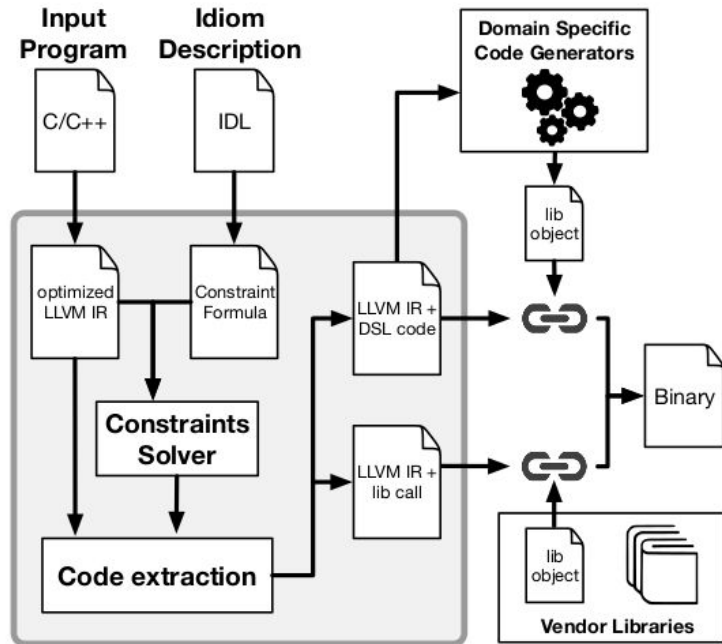 Input
Program
Idiom
Description
Domain Specific
Code Generators
C/C++
IDL
lib
object
optimized
LLVM IR
Constraint
Formula
LLVM IR +
DSL code
Constraints
Solver
Binary
LLVM IR +
lib call
Code extraction
lib
object
Vendor Libraries